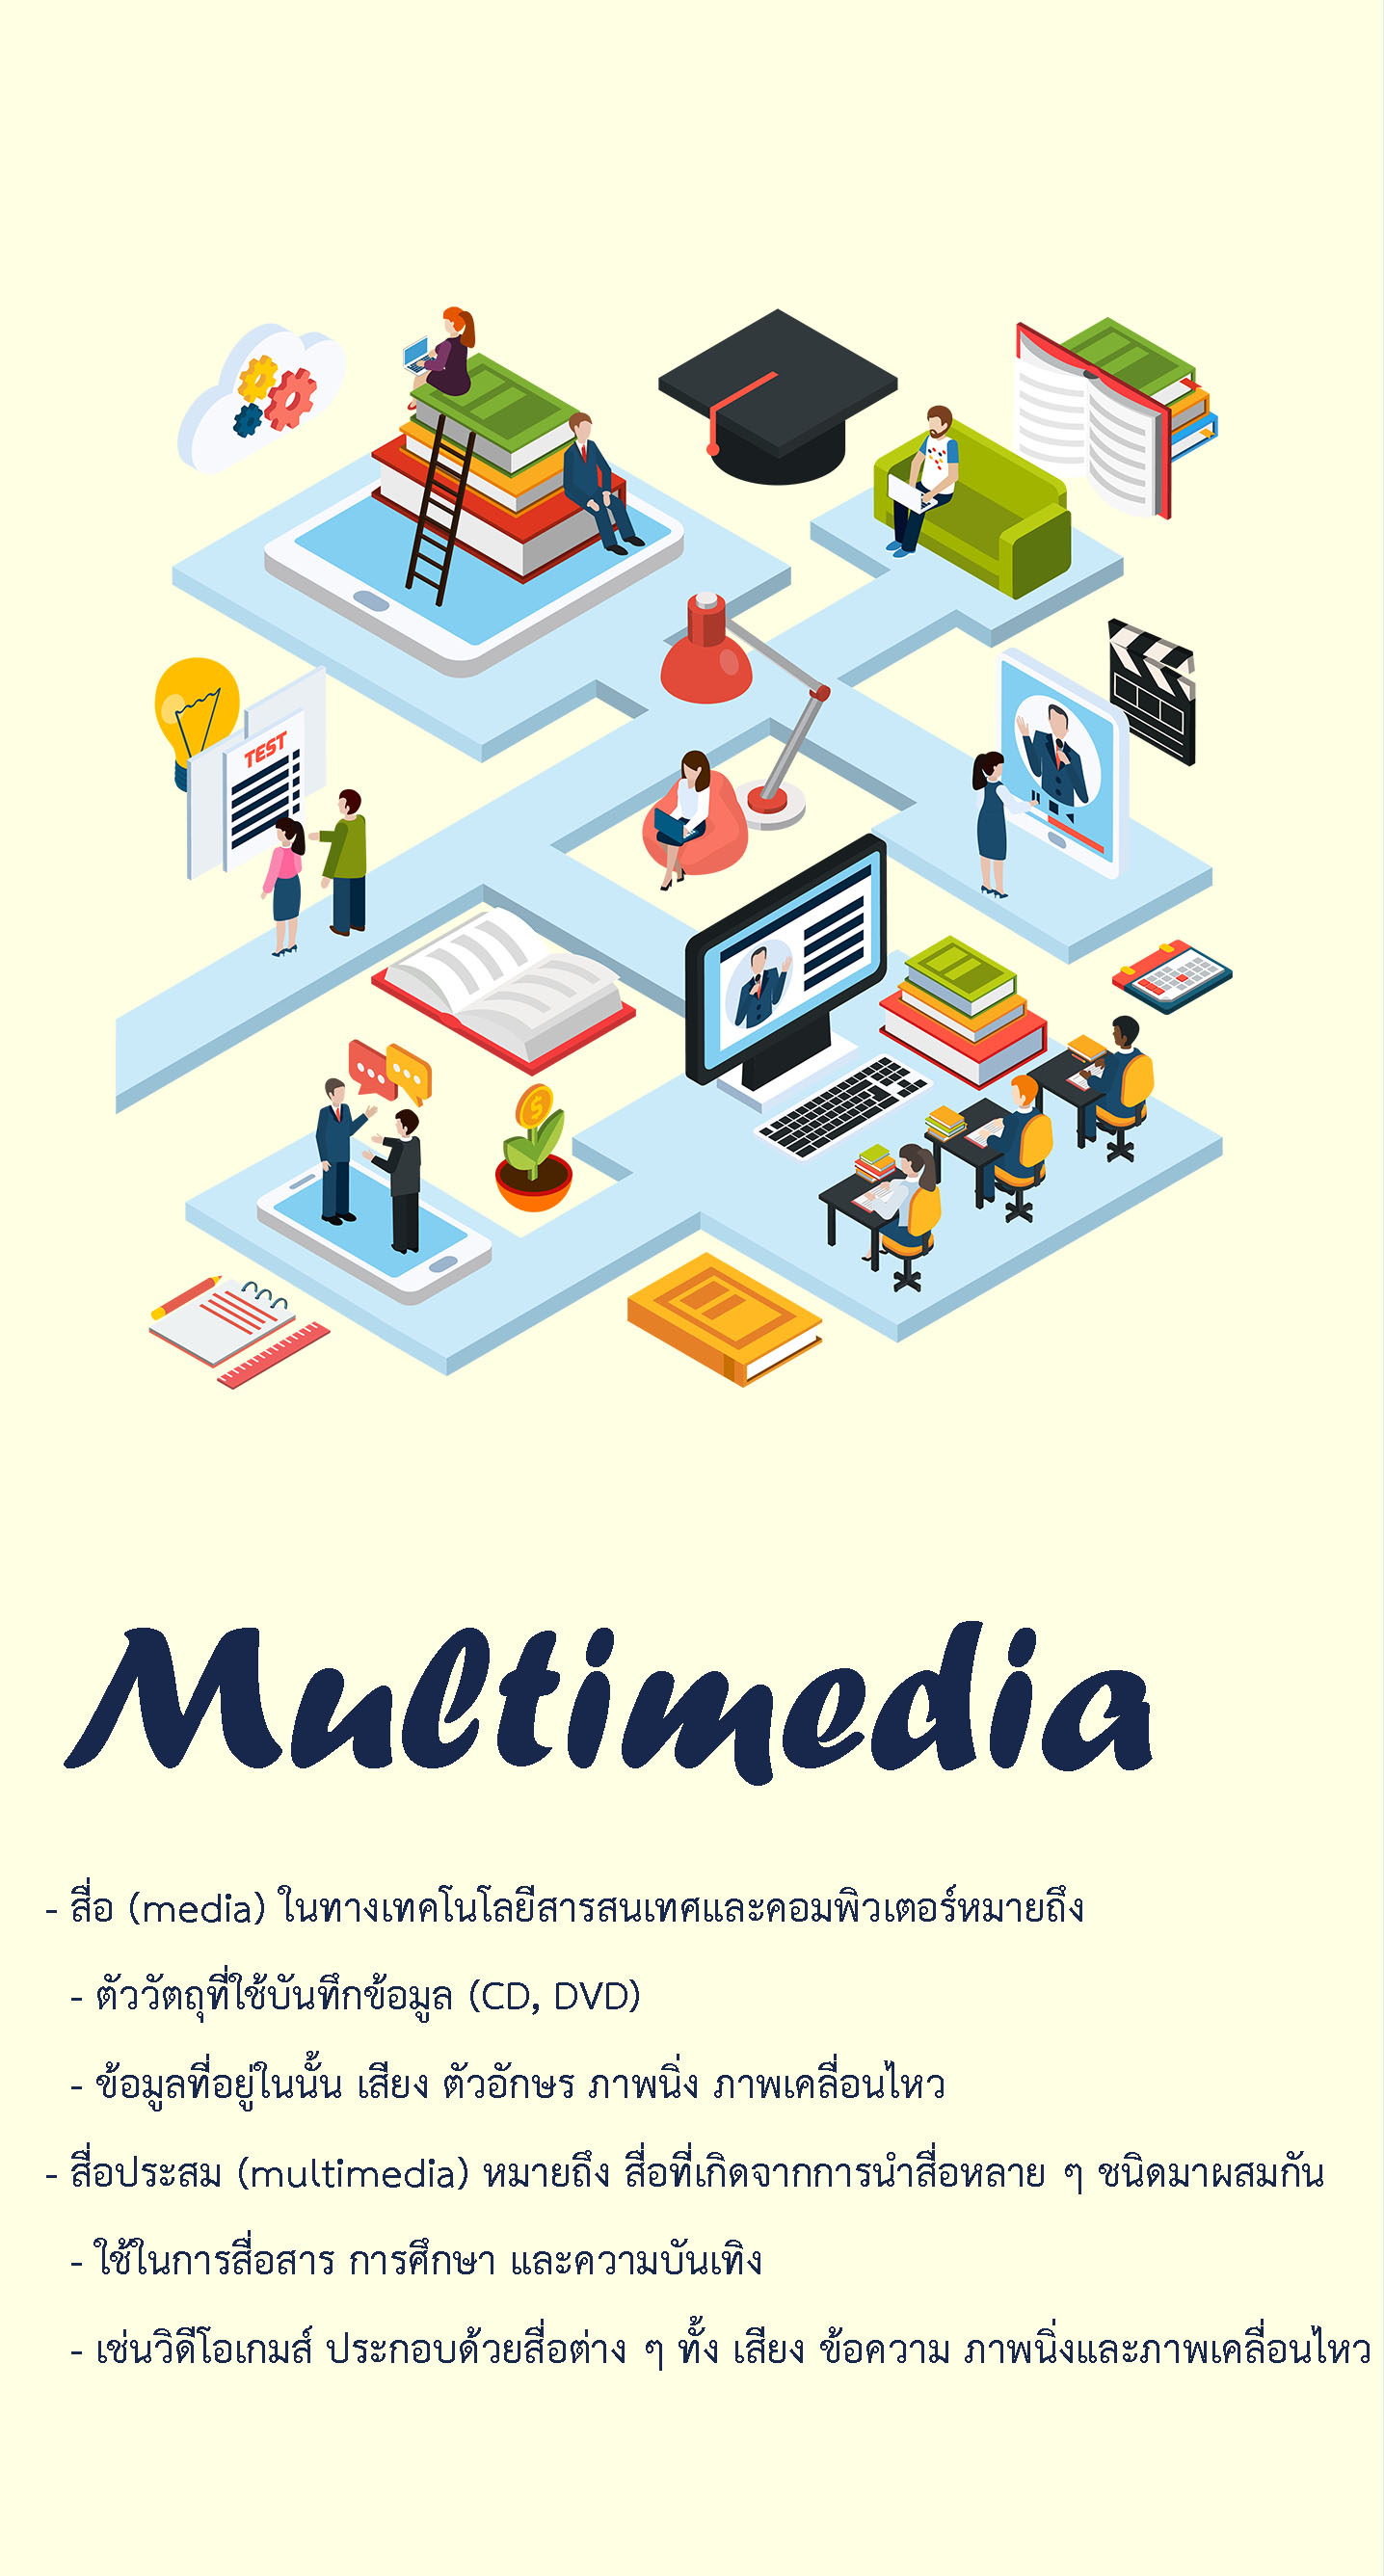 TEST
Multimedia
- สื่อ (media) ในทางเทคโนโลยีสารสนเทศและคอมพิวเตอร์หมายถึง
- ตัววัตถุที่ใช้บันทึกข้อมูล (CD, DVD)
- ข้อมูลที่อยู่ในนั้น เสียง ตัวอักษร ภาพนิ่ง ภาพเคลื่อนไหว
- สื่อประสม (multimedia) หมายถึง สื่อที่เกิดจากการนำสื่อหลาย ๆ ชนิดมาผสมกัน
- ใช้ในการสื่อสาร การศึกษา และความบันเทิง
- เช่นวิดีโอเกมส์ ประกอบด้วยสื่อต่าง ๆ ทั้ง เสียง ข้อความ ภาพนิ่งและภาพเคลื่อนไหว